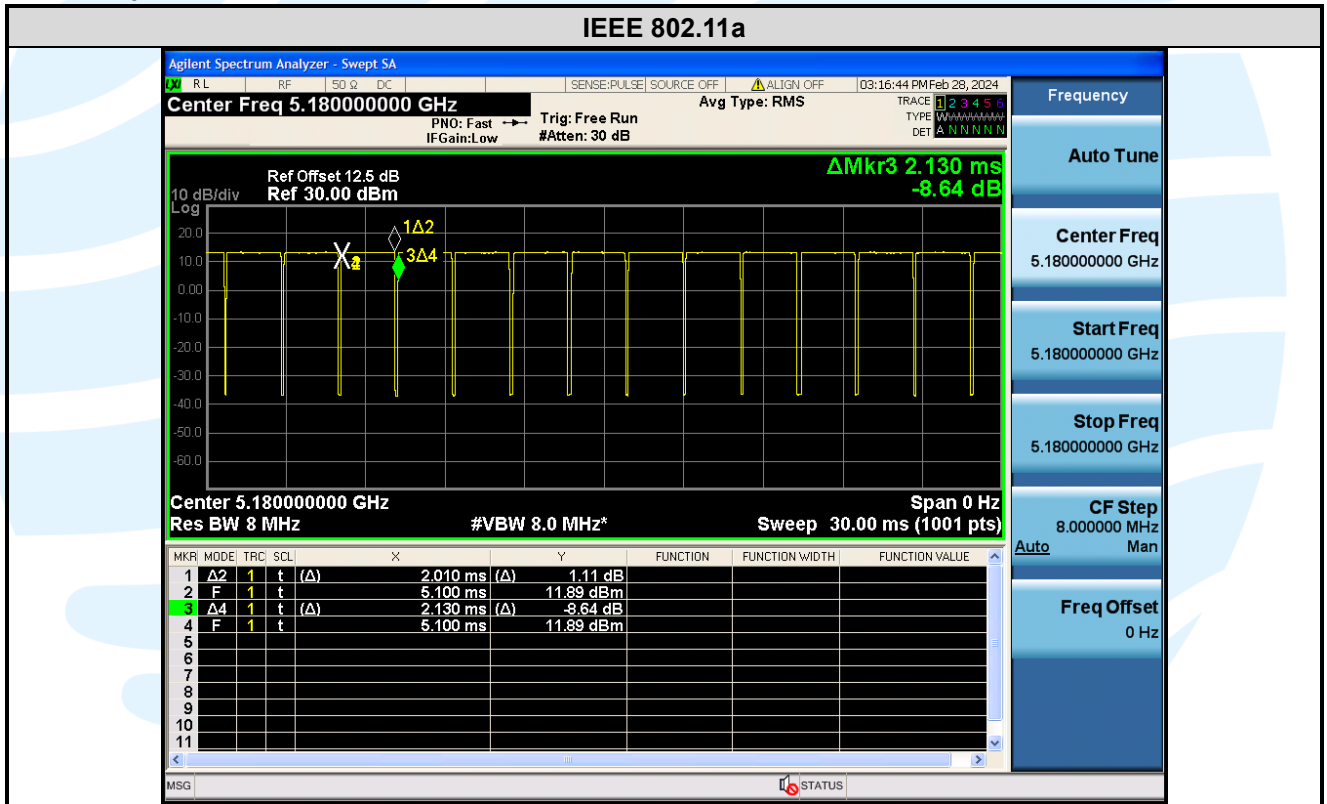 IEEE 802.11a
Agilent Spectrum Analyzer - Swept SA
LXI RL RF 50 Ω DC SENSE:PULSE SOURCE OFF ALIGN OFF 03:16:44 PM Feb 28, 2024
Center Freq 5.180000000 GHz
PNO: Fast
IFGain:Low
Trig: Free Run
#Atten: 30 dB
Avg Type: RMS
TRACE 1 2 3 4 5 6
TYPE W
DET A N N N N N
ΔMkr3 2.130 ms
-8.64 dB
Ref Offset 12.5 dB
10 dB/div Ref 30.00 dBm
Log
1Δ2
3Δ4
20.0
10.0
0.00
-10.0
-20.0
-30.0
-40.0
-50.0
-60.0
Center 5.180000000 GHz Span 0 Hz
Res BW 8 MHz #VBW 8.0 MHz* Sweep 30.00 ms (1001 pts)
MKR MODE TRC SCL X Y FUNCTION FUNCTION WIDTH FUNCTION VALUE
1 Δ2 1 t (Δ) 2.010 ms (Δ) 1.11 dB
2 F 1 t 5.100 ms 11.89 dBm
3 Δ4 1 t (Δ) 2.130 ms (Δ) -8.64 dB
4 F 1 t 5.100 ms 11.89 dBm
5
6
7
8
9
10
11
MSG STATUS
Frequency
Auto Tune
Center Freq
5.180000000 GHz
Start Freq
5.180000000 GHz
Stop Freq
5.180000000 GHz
CF Step
8.000000 MHz
Auto Man
Freq Offset
0 Hz